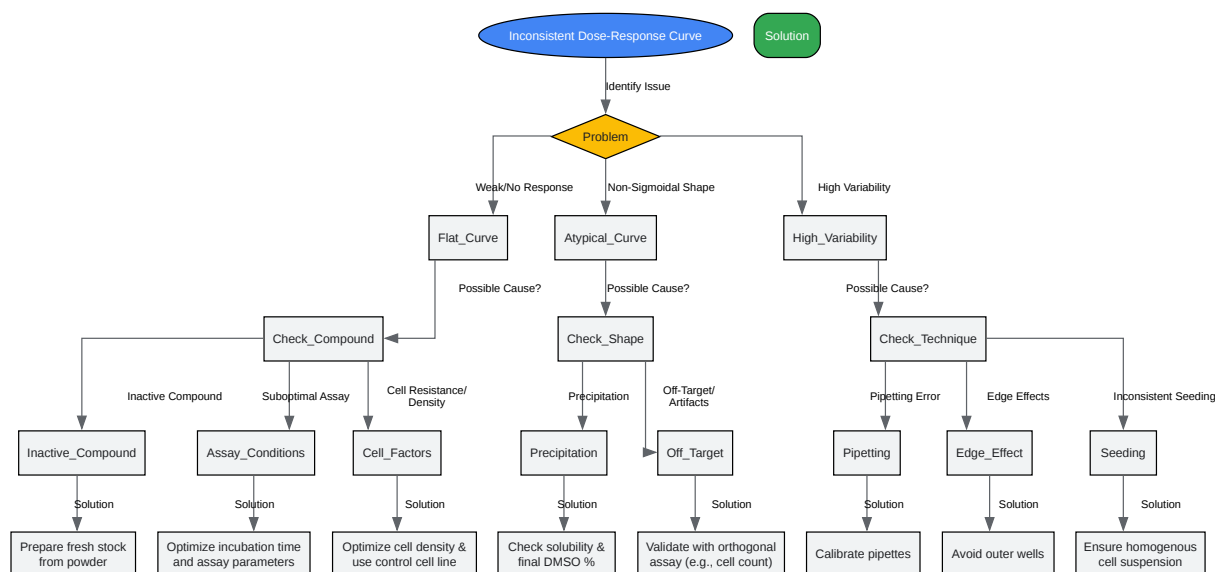 Inconsistent Dose-Response Curve
Solution
Identify Issue
Problem
Weak/No Response
Non-Sigmoidal Shape
High Variability
Flat_Curve
Atypical_Curve
High_Variability
Possible Cause?
Possible Cause?
Possible Cause?
Check_Compound
Check_Shape
Check_Technique
Inactive Compound
Suboptimal Assay
Cell Resistance/
Density
Precipitation
Off-Target/
Artifacts
Pipetting Error
Edge Effects
Inconsistent Seeding
Inactive_Compound
Assay_Conditions
Cell_Factors
Precipitation
Off_Target
Pipetting
Edge_Effect
Seeding
Solution
Solution
Solution
Solution
Solution
Solution
Solution
Solution
Prepare fresh stock
from powder
Optimize incubation time
and assay parameters
Optimize cell density &
use control cell line
Check solubility &
final DMSO %
Validate with orthogonal
assay (e.g., cell count)
Calibrate pipettes
Avoid outer wells
Ensure homogenous
cell suspension